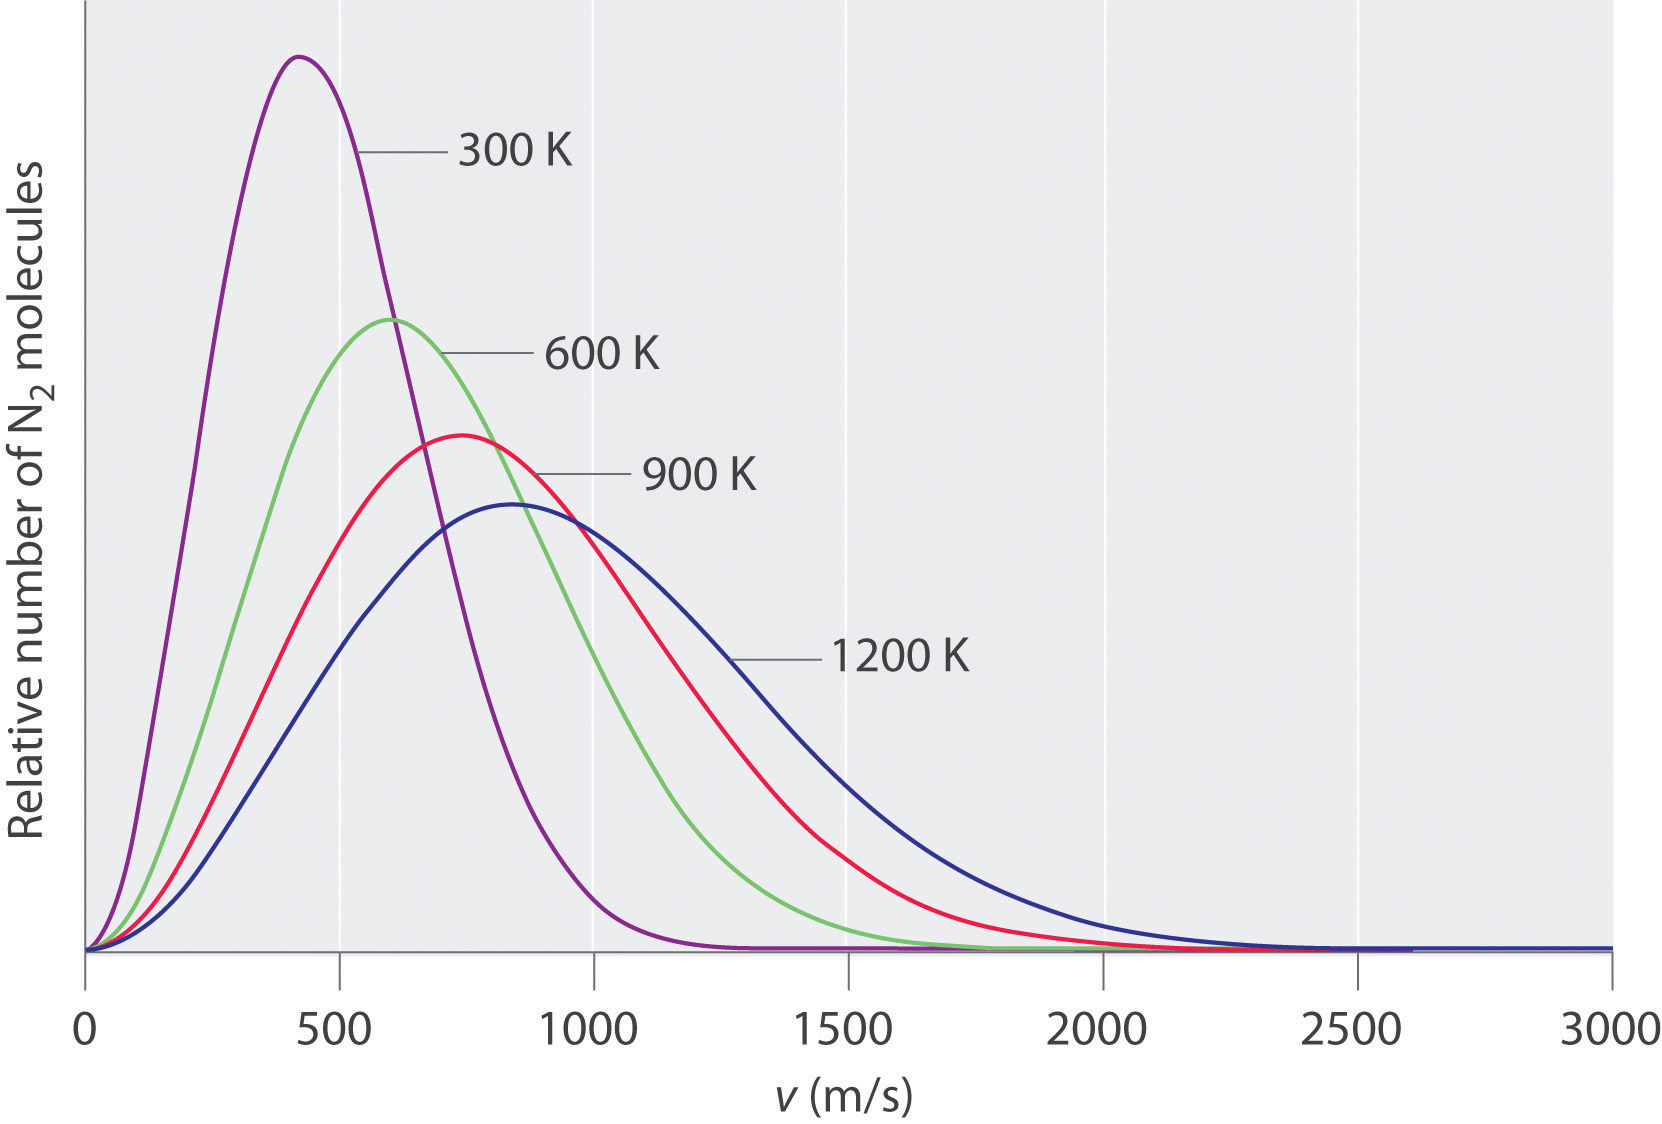 Relative number of N₂ molecules
300 K
600 K
900 K
1200 K
0 500 1000 1500 2000 2500 3000
v (m/s)